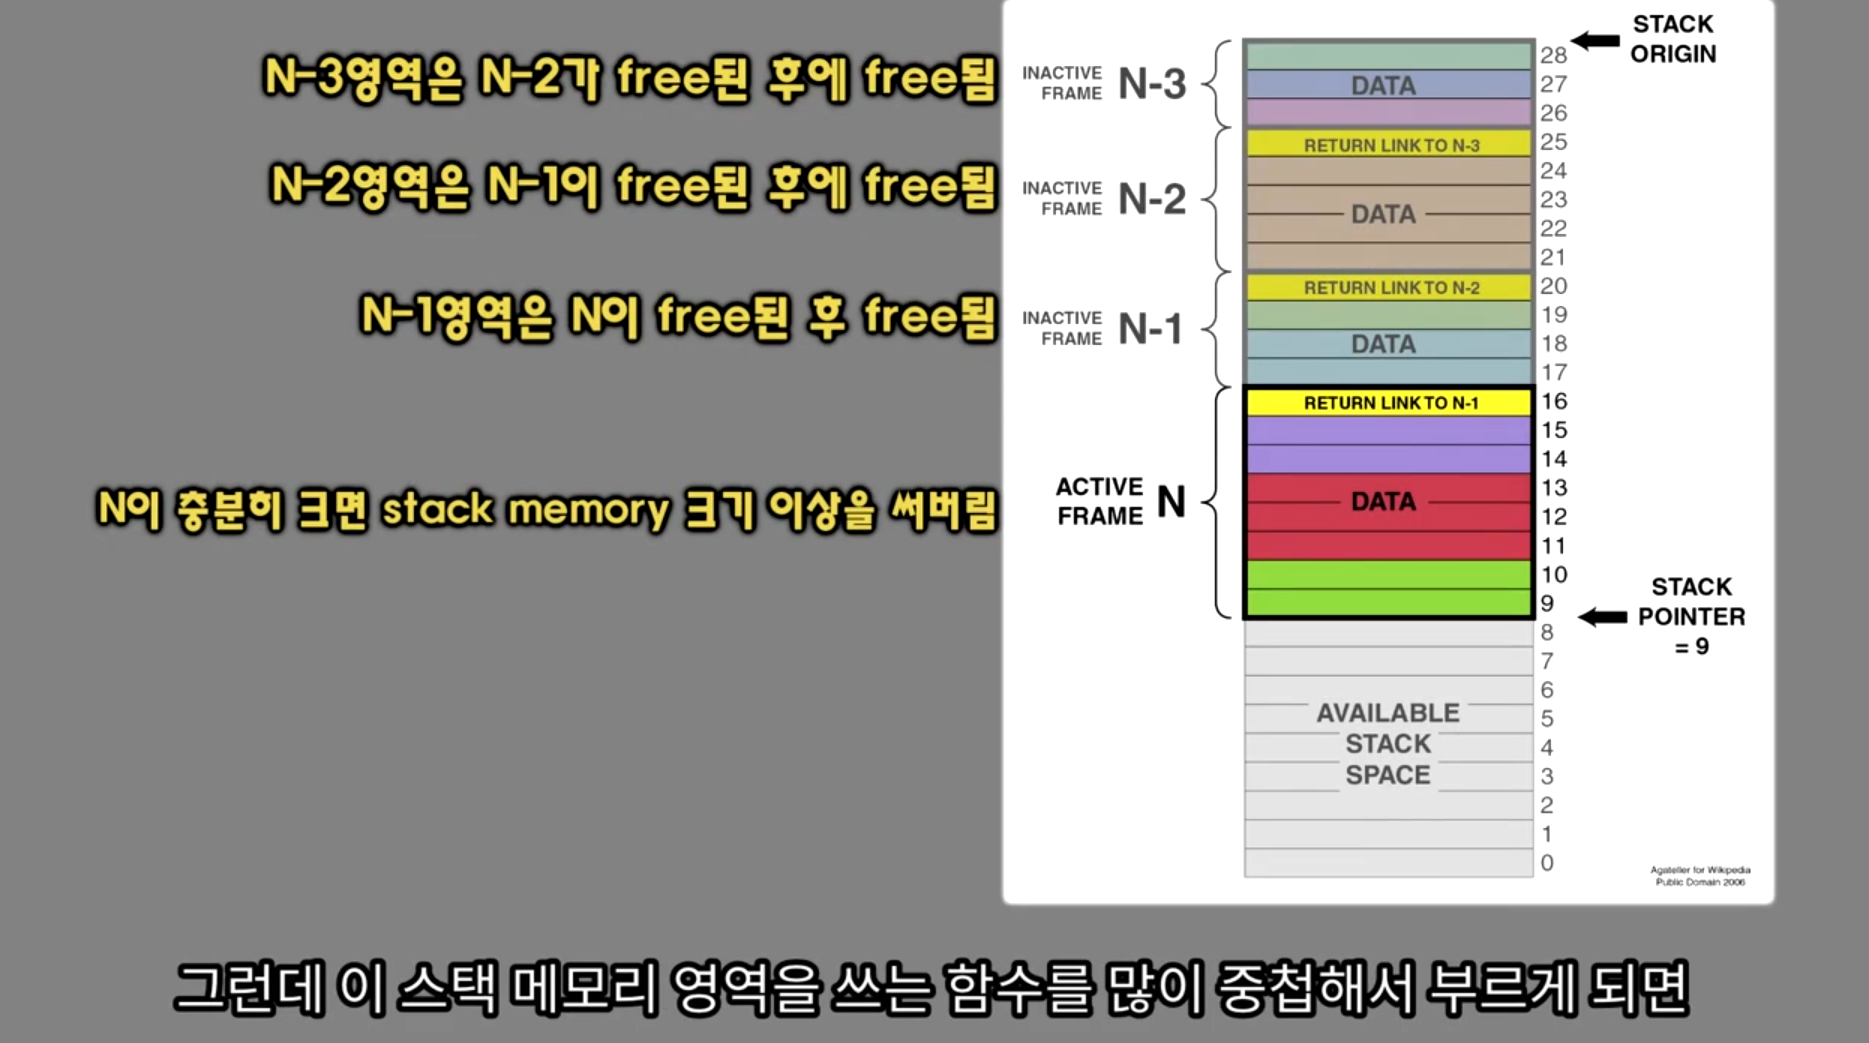 N-3영역은 N-2가 free된 후에 free됨
N-2영역은 N-1이 free된 후에 free됨
N-1영역은 N이 free된 후 free됨
N이 충분히 크면 stack memory 크기 이상을 써버림
INACTIVE
FRAME N-3
INACTIVE
FRAME N-2
INACTIVE
FRAME N-1
ACTIVE
FRAME N
DATA
RETURN LINK TO N-3
DATA
RETURN LINK TO N-2
DATA
RETURN LINK TO N-1
DATA
AVAILABLE
STACK
SPACE
28
27
26
25
24
23
22
21
20
19
18
17
16
15
14
13
12
11
10
9
8
7
6
5
4
3
2
1
0
STACK
ORIGIN
STACK
POINTER
= 9
Agateller for Wikipedia
Public Domain 2006
그런데 이 스택 메모리 영역을 쓰는 함수를 많이 중첩해서 부르게 되면